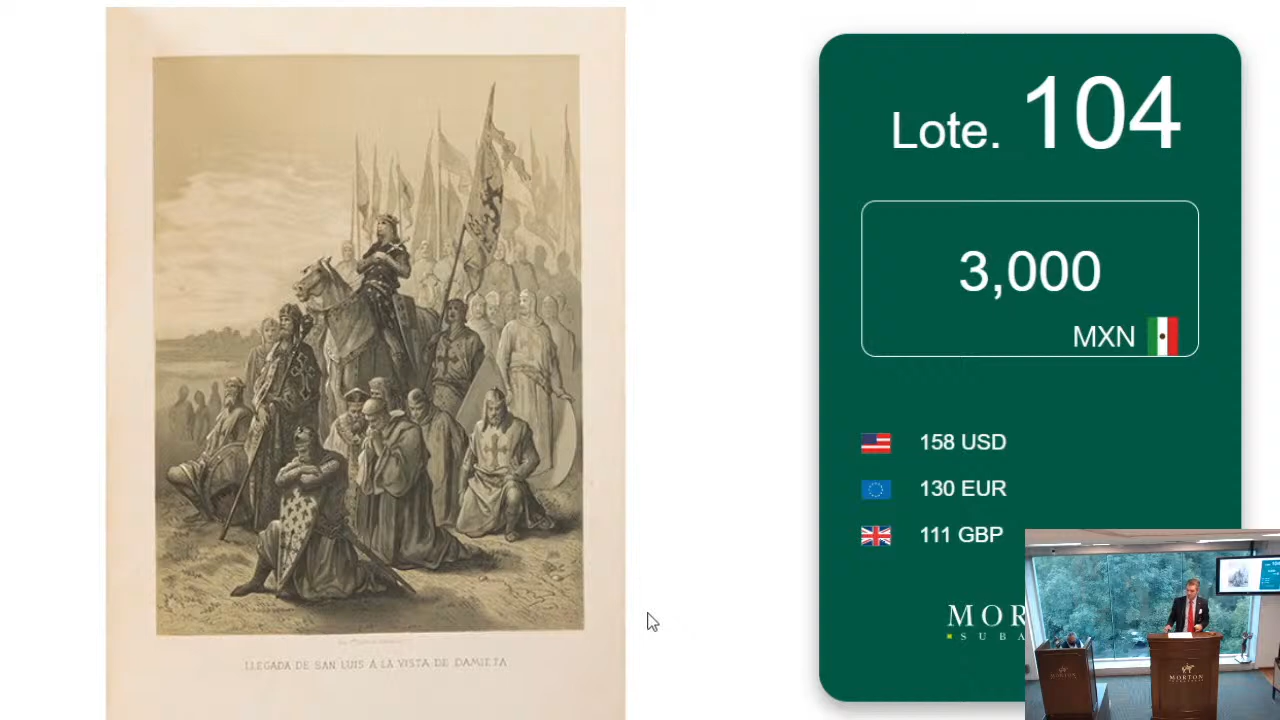 LLEGADA DE SAN LUIS Á LA VISTA DE DAMIETA
Lote. 104
3,000
MXN
158 USD
130 EUR
111 GBP
MORTON